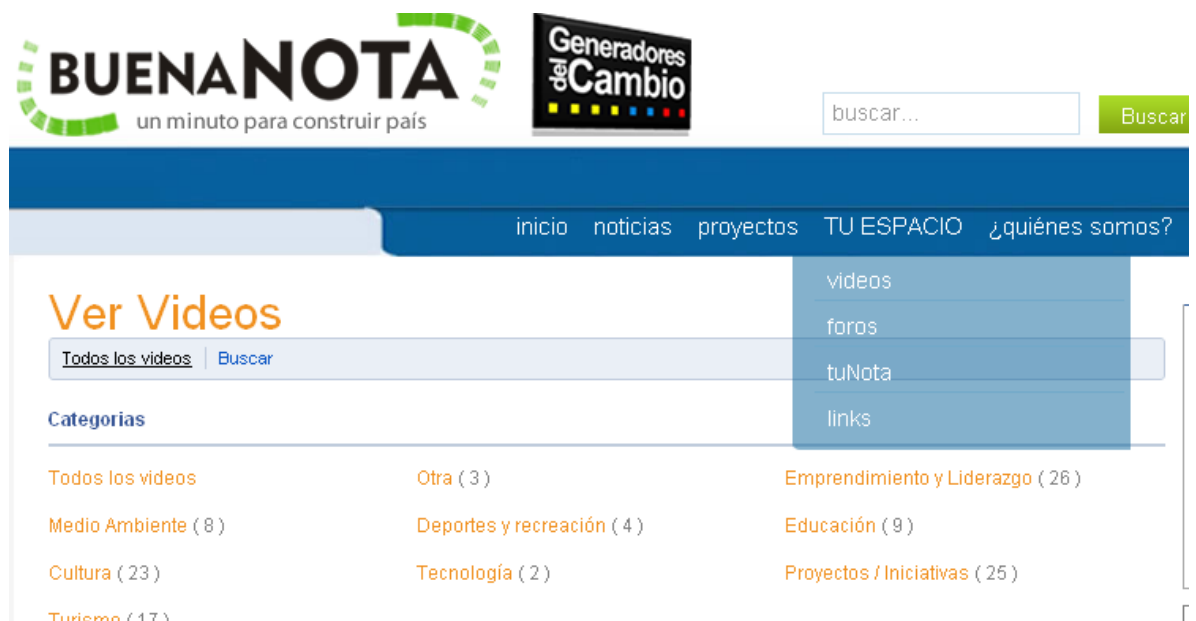 BUENANOTA
un minuto para construir país
Generadores
del Cambio
buscar...
Buscar
inicio noticias proyectos TU ESPACIO ¿quiénes somos?
videos
foros
tuNota
links
Ver Videos
Todos los videos Buscar
Categorias
Todos los videos Otra ( 3 ) Emprendimiento y Liderazgo ( 26 )
Medio Ambiente ( 8 ) Deportes y recreación ( 4 ) Educación ( 9 )
Cultura ( 23 ) Tecnología ( 2 ) Proyectos / Iniciativas ( 25 )
Turismo ( 17 )